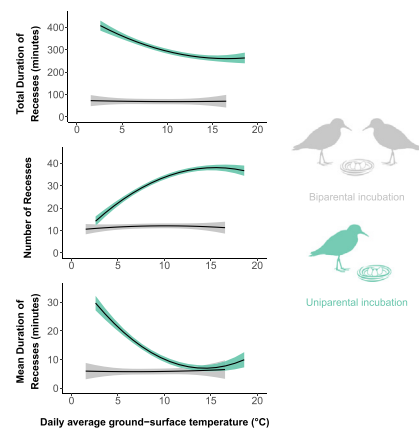 Total Duration of
Recesses (minutes)
400
300
200
100
0
0 5 10 15 20
Number of Recesses
40
30
20
10
0
0 5 10 15 20
Mean Duration of
Recesses (minutes)
30
20
10
0
0 5 10 15 20
Daily average ground−surface temperature (°C)
Biparental incubation
Uniparental incubation